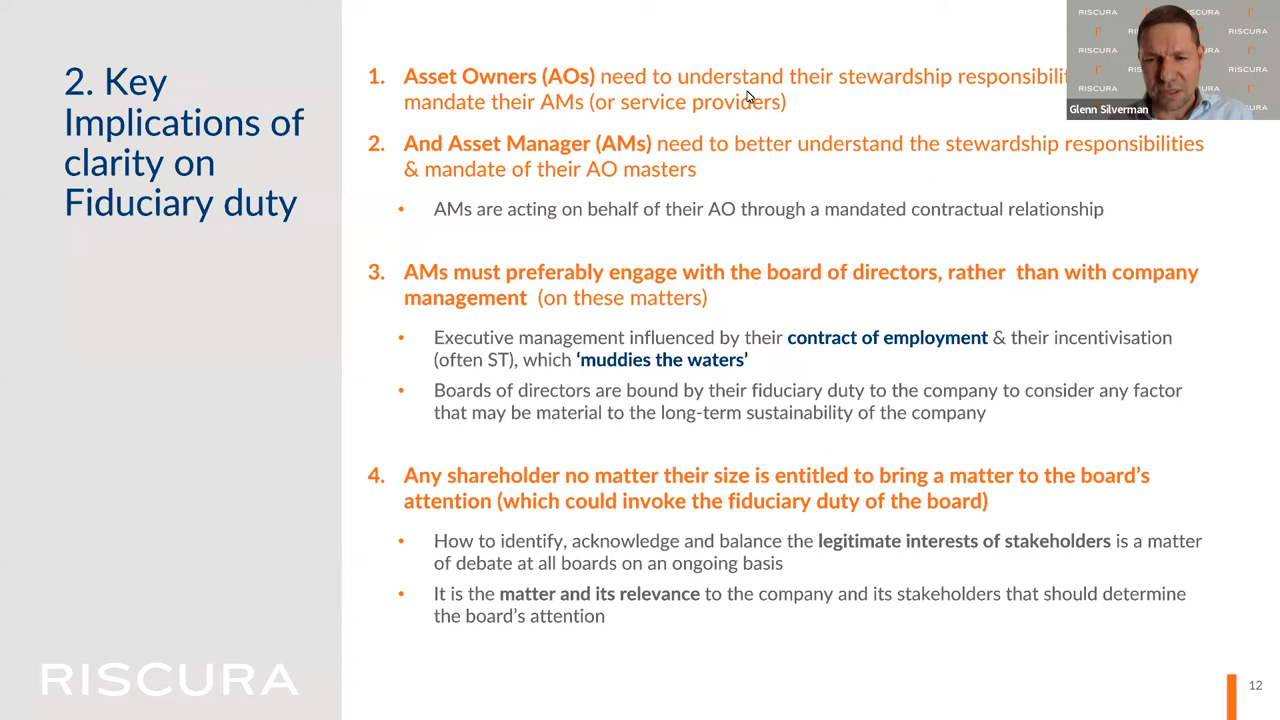 2. Key
Implications of
clarity on
Fiduciary duty
1. Asset Owners (AOs) need to understand their stewardship
mandate their AMs (or service providers)
2. And Asset Manager (AMs) need to better understand the stewardship responsibilities
& mandate of their AO masters
• AMs are acting on behalf of their AO through a mandated contractual relationship
3. AMs must preferably engage with the board of directors, rather than with company
management (on these matters)
• Executive management influenced by their contract of employment & their incentivisation
(often ST), which ‘muddies the waters’
• Boards of directors are bound by their fiduciary duty to the company to consider any factor
that may be material to the long-term sustainability of the company
4. Any shareholder no matter their size is entitled to bring a matter to the board’s
attention (which could invoke the fiduciary duty of the board)
• How to identify, acknowledge and balance the legitimate interests of stakeholders is a matter
of debate at all boards on an ongoing basis
• It is the matter and its relevance to the company and its stakeholders that should determine
the board’s attention
RISCURA
12
RISCURA
RISCURA
RISCURA
RISCURA
Glenn Silverman